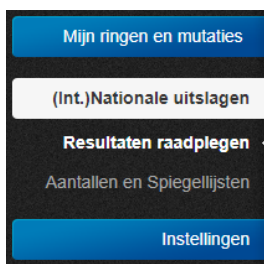 Mijn ringen en mutaties
(Int.)Nationale uitslagen
Resultaten raadplegen
Aantallen en Spiegellijsten
Instellingen